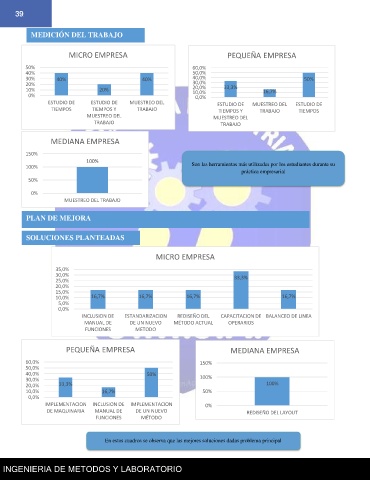 39
MEDICIÓN DEL TRABAJO
MICRO EMPRESA
50%
40%
30%
20%
10%
0%
40%
20%
40%
ESTUDIO DE TIEMPOS
ESTUDIO DE TIEMPOS Y MUESTREO DEL TRABAJO
MUESTREO DEL TRABAJO
PEQUEÑA EMPRESA
60,0%
50,0%
40,0%
30,0%
20,0%
10,0%
0,0%
33,3%
16,7%
50%
ESTUDIO DE TIEMPOS Y MUESTREO DEL TRABAJO
MUESTREO DEL TRABAJO
ESTUDIO DE TIEMPOS
MEDIANA EMPRESA
150%
100%
50%
0%
100%
MUESTREO DEL TRABAJO
Son las herramientas más utilizadas por los estudiantes durante su
práctica empresarial
PLAN DE MEJORA
SOLUCIONES PLANTEADAS
MICRO EMPRESA
35,0%
30,0%
25,0%
20,0%
15,0%
10,0%
5,0%
0,0%
16,7%
16,7%
16,7%
33,3%
16,7%
INCLUSION DE MANUAL DE FUNCIONES
ESTANDARIZACION DE UN NUEVO METODO
REDISEÑO DEL MÉTODO ACTUAL
CAPACITACION DE OPERARIOS
BALANCEO DE LINEA
PEQUEÑA EMPRESA
60,0%
50,0%
40,0%
30,0%
20,0%
10,0%
0,0%
33,3%
16,7%
50%
IMPLEMENTACION DE MAQUINARIA
INCLUSION DE MANUAL DE FUNCIONES
IMPLEMENTACION DE UN NUEVO MÉTODO
MEDIANA EMPRESA
150%
100%
50%
0%
100%
REDISEÑO DEL LAYOUT
En estos cuadros se observa que las mejores soluciones dadas problema principal
INGENIERIA DE METODOS Y LABORATORIO